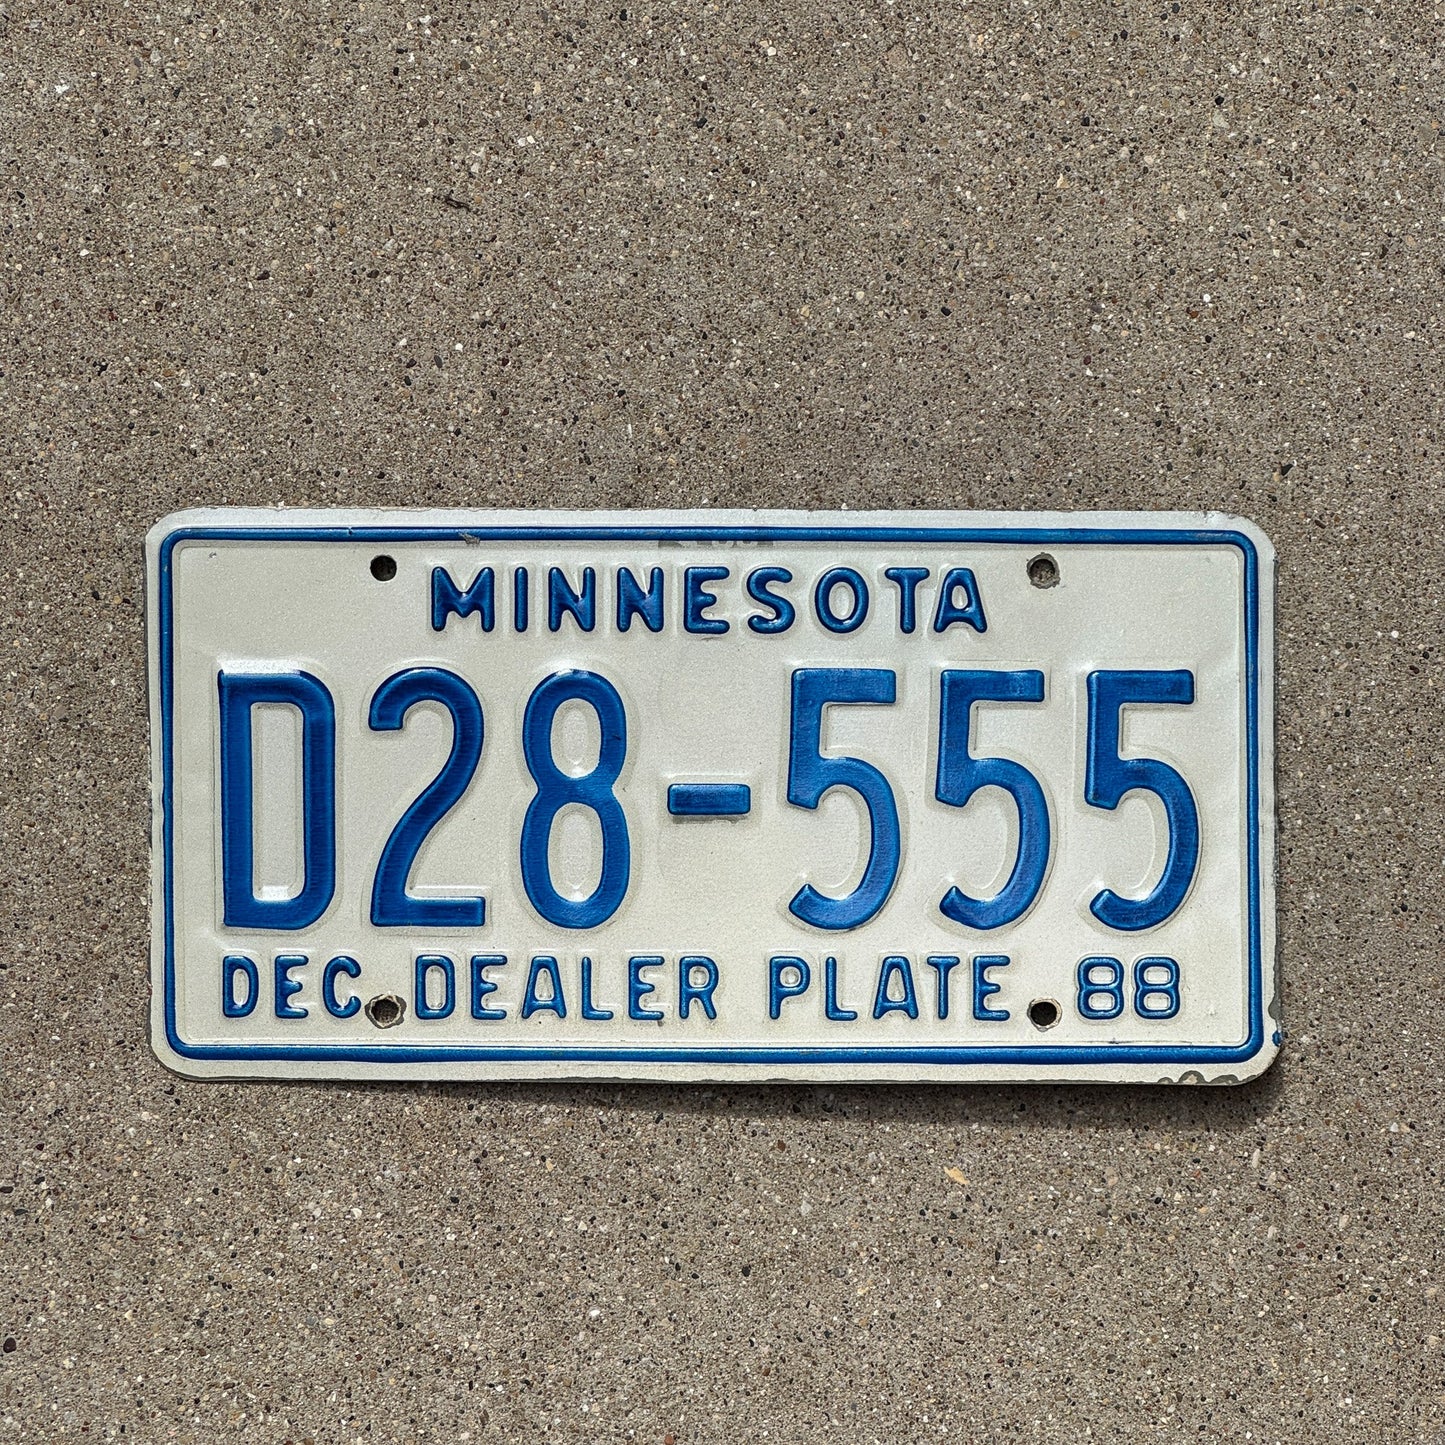 MINNESOTA
D28-555
DEC DEALER PLATE 88